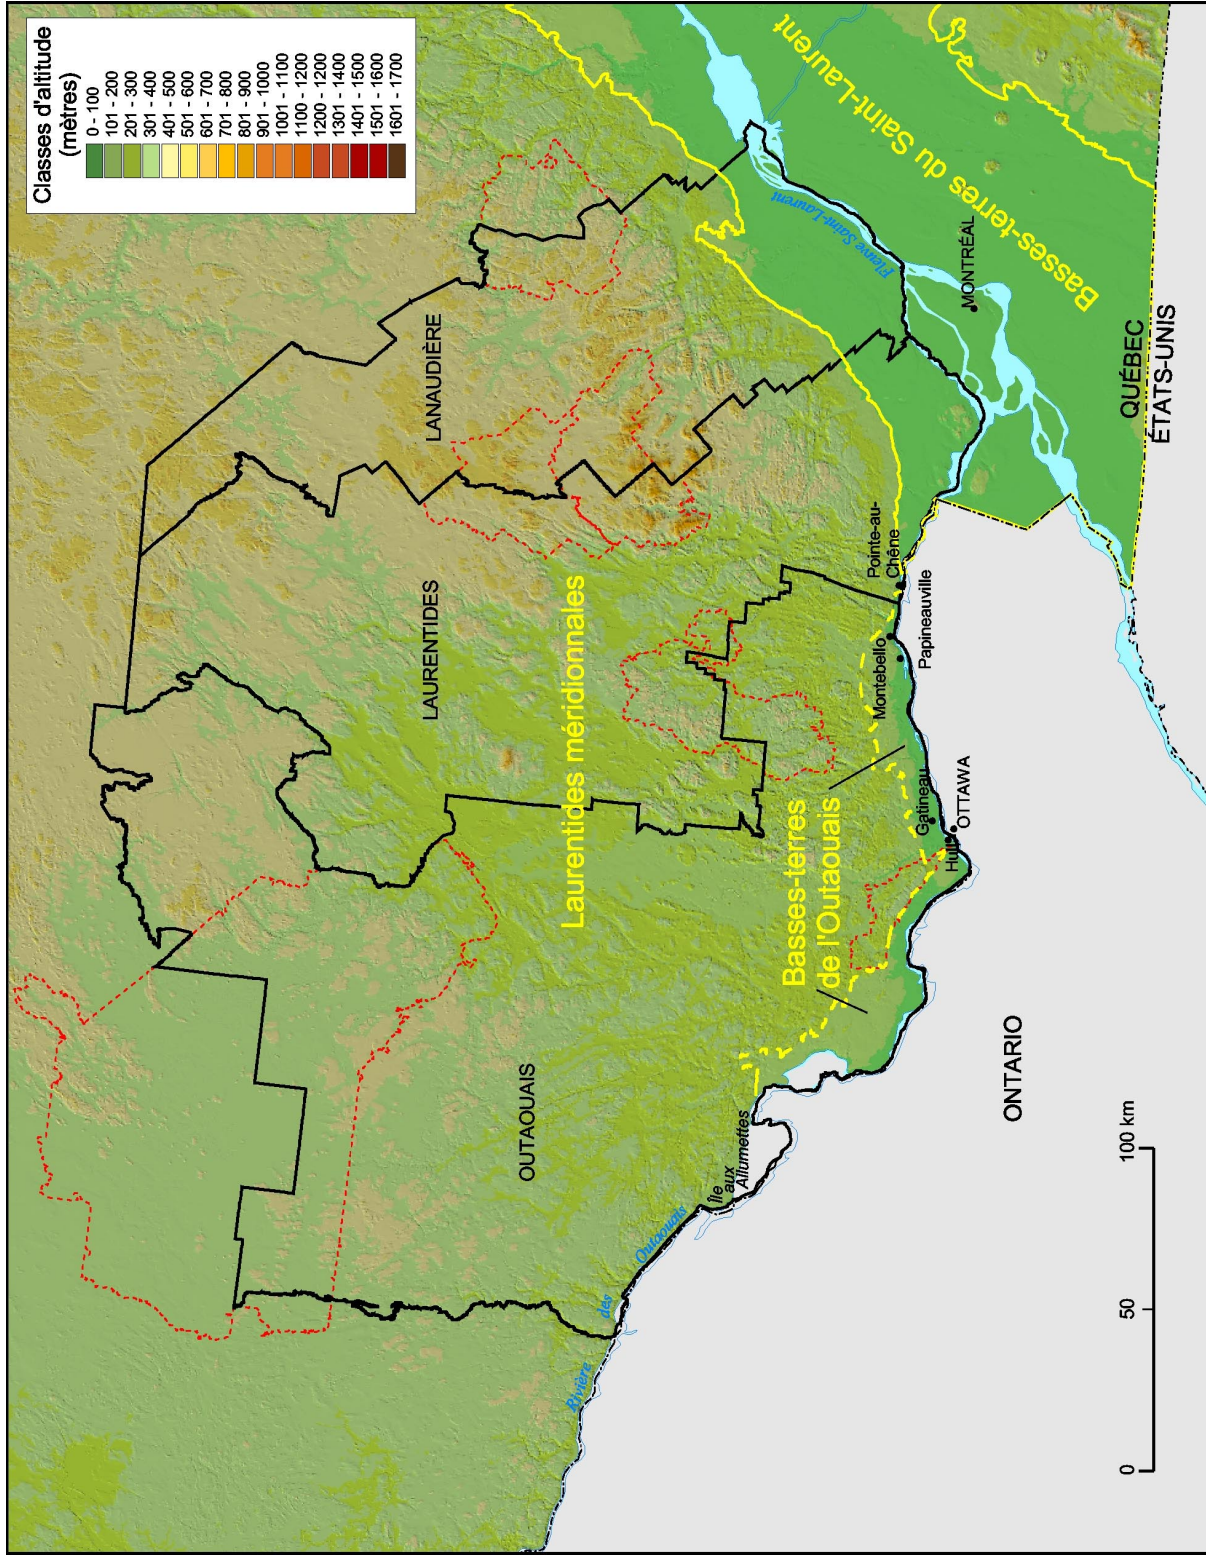 Classes d'altitude
(mètres)
0 - 100
101 - 200
201 - 300
301 - 400
401 - 500
501 - 600
601 - 700
701 - 800
801 - 900
901 - 1000
1001 - 1100
1100 - 1200
1201 - 1300
1301 - 1400
1401 - 1500
1501 - 1600
1601 - 1700
LANAUDIÈRE
LAURENTIDES
OUTAOUAIS
Laurentides méridionnales
Basses-terres
de l'Outaouais
Basses-terres du Saint-Laurent
Fleuve Saint-Laurent
MONTRÉAL
QUÉBEC
ÉTATS-UNIS
Pointe-au-
Chêne
Montebello
Papineauville
Gatineau
Hull
OTTAWA
Île
aux
Allumettes
Rivière
des
Outaouais
ONTARIO
0
50
100 km